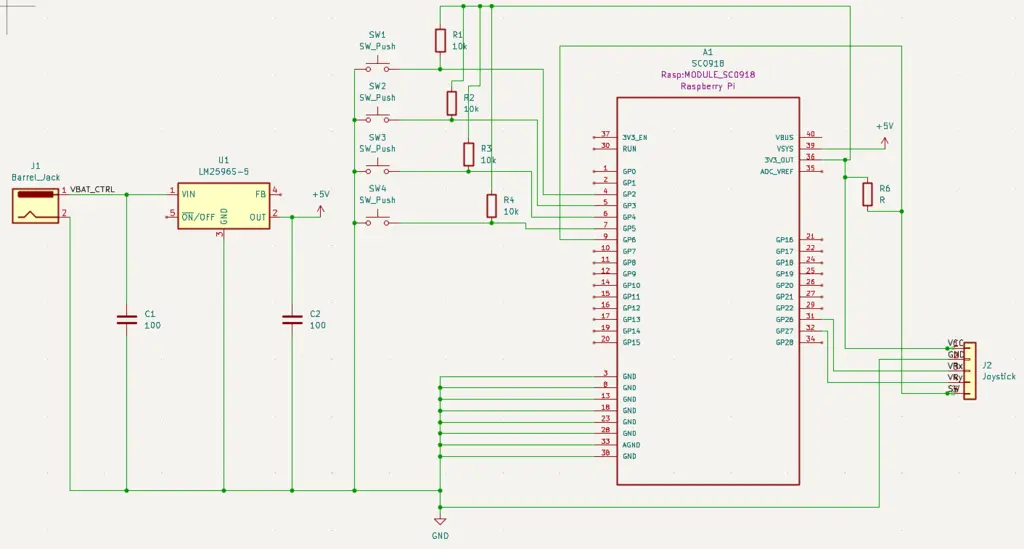 J1
Barrel_Jack
1
VBAT_CTRL
2
U1
LM2596S-5
1
VIN
FB
4
5
ON/OFF
GND
OUT
2
3
+5V
C1
100
C2
100
SW1
SW_Push
SW2
SW_Push
SW3
SW_Push
SW4
SW_Push
R1
10k
R2
10k
R3
10k
R4
10k
A1
SC0918
Rasp:MODULE_SC0918
Raspberry Pi
37 3V3_EN
30 RUN
1 GP0
2 GP1
4 GP2
5 GP3
6 GP4
7 GP5
9 GP6
10 GP7
11 GP8
12 GP9
14 GP10
15 GP11
16 GP12
17 GP13
19 GP14
20 GP15
3 GND
8 GND
13 GND
18 GND
23 GND
28 GND
33 AGND
38 GND
VBUS 40
VSYS 39
3V3_OUT 36
ADC_VREF 35
GP16 21
GP17 22
GP18 24
GP19 25
GP20 26
GP21 27
GP22 29
GP26 31
GP27 32
GP28 34
+5V
R6
R
VCC
GND
VRx
VRy
SW
J2
Joystick
GND